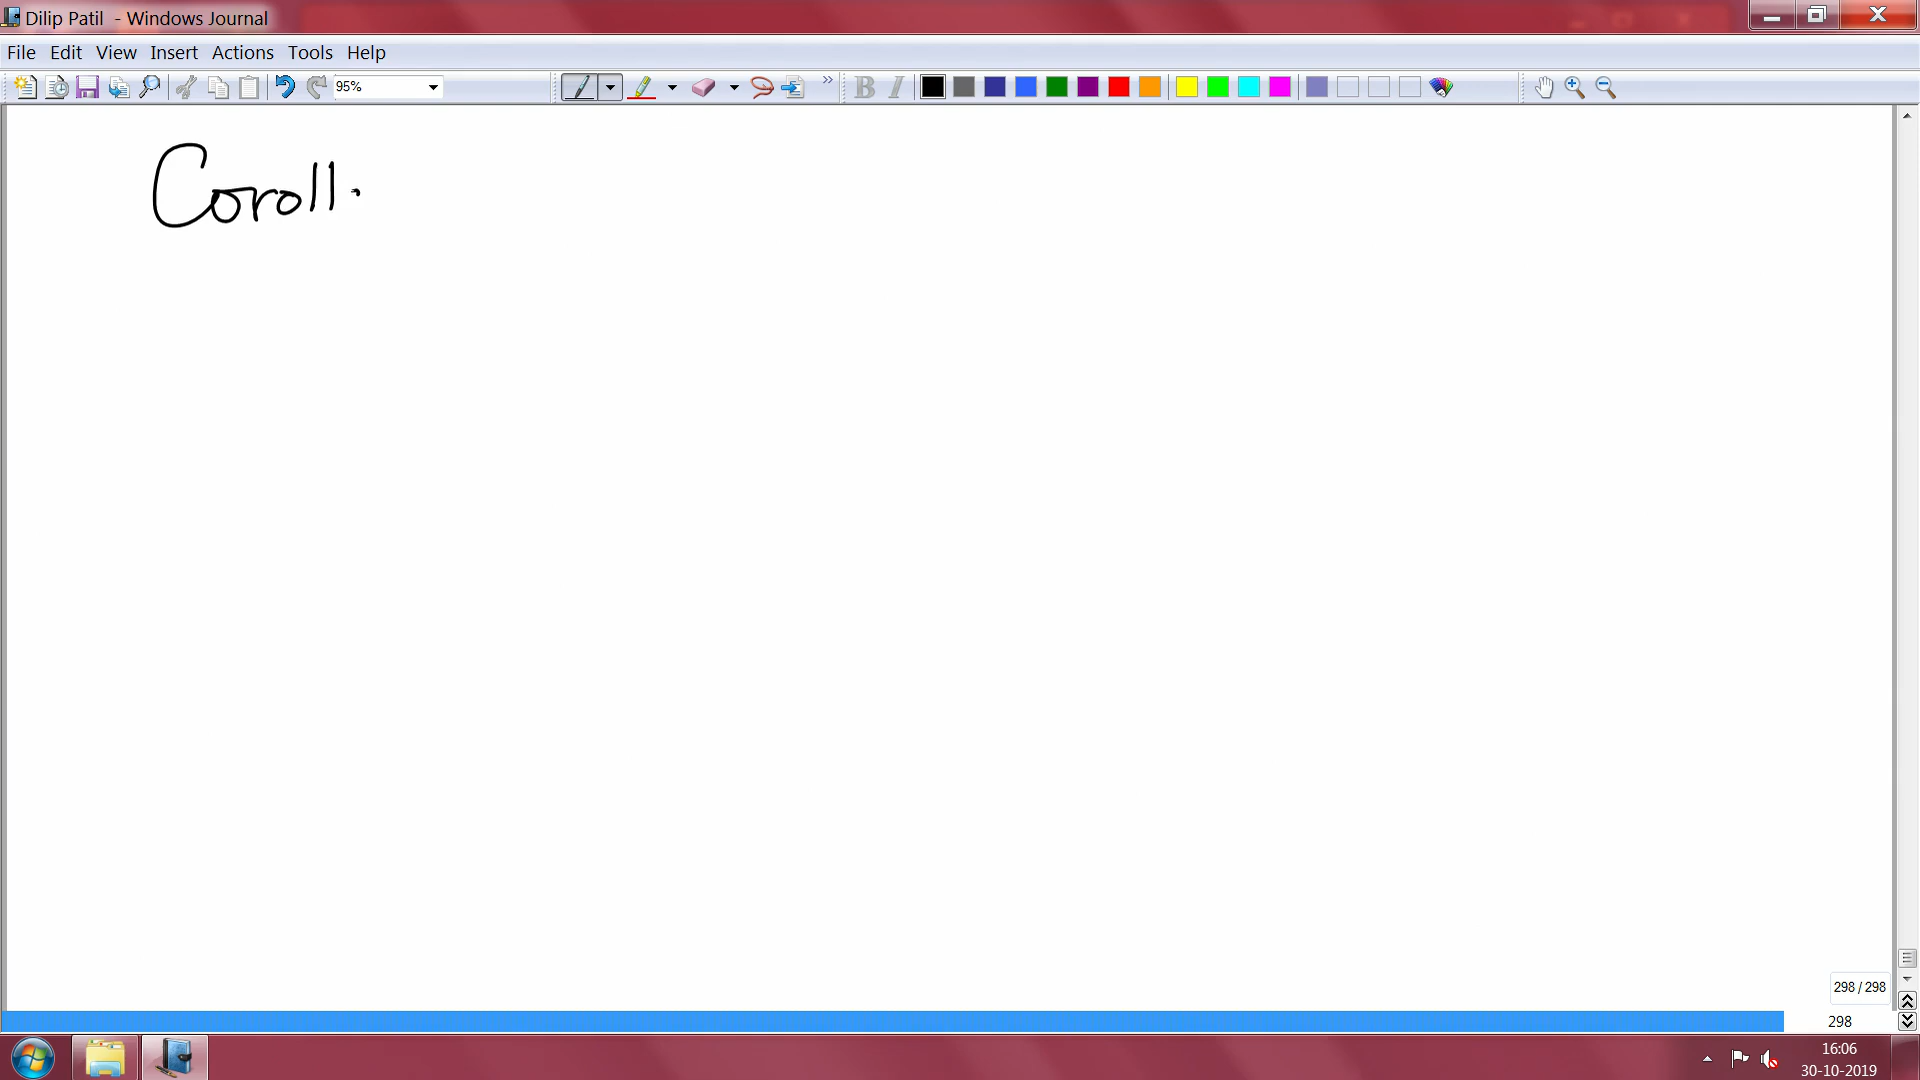 Dilip Patil - Windows Journal
File Edit View Insert Actions Tools Help
95%
B I
Coroll.
298 / 298
298
16:06
30-10-2019